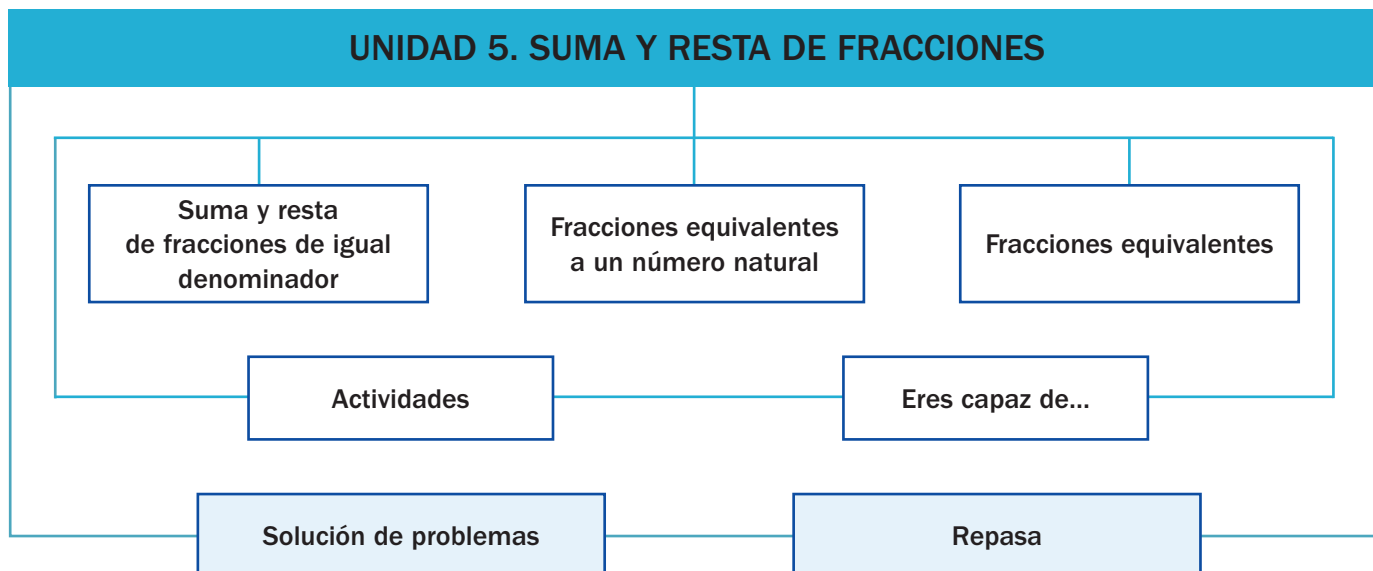 UNIDAD 5. SUMA Y RESTA DE FRACCIONES
Suma y resta
de fracciones de igual
denominador
Fracciones equivalentes
a un número natural
Fracciones equivalentes
Actividades
Eres capaz de...
Solución de problemas
Repasa